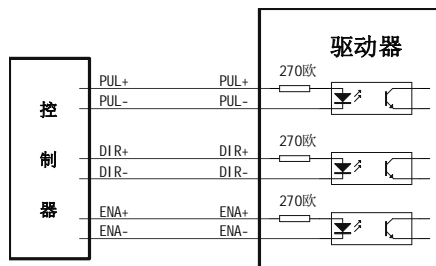 驱动器
270欧
PUL+ PUL+
PUL- PUL-
控
制
器
270欧
DIR+ DIR+
DIR- DIR-
270欧
ENA+ ENA+
ENA- ENA-